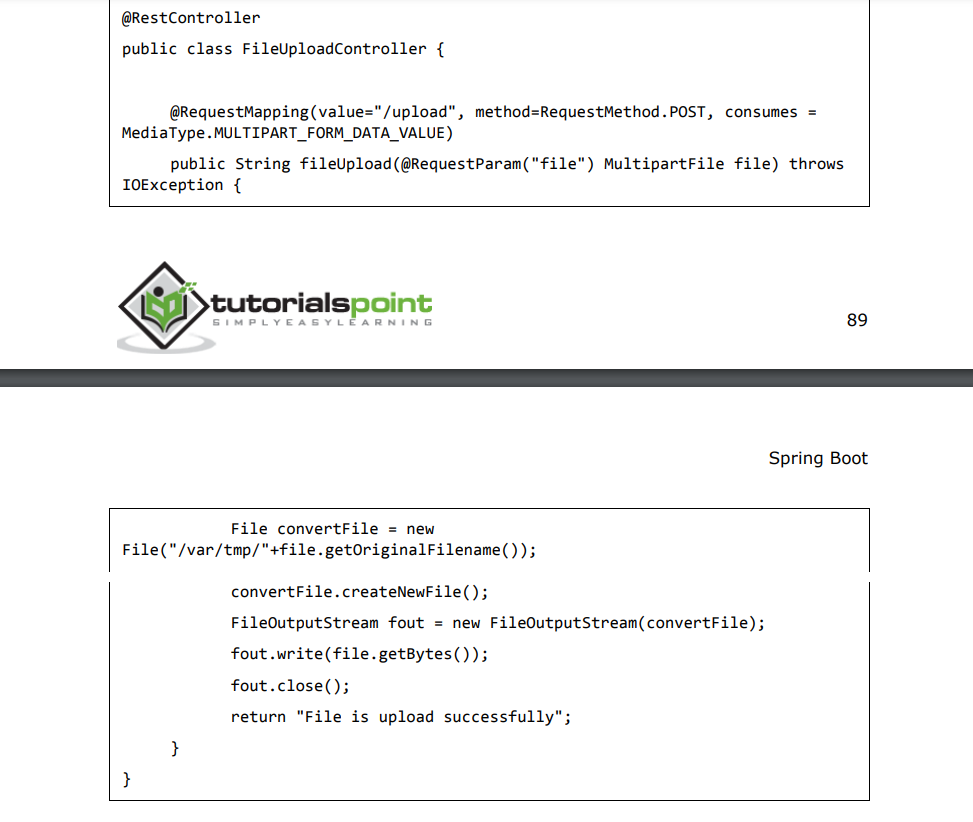 @RestController
public class FileUploadController {
@RequestMapping(value="/upload", method=RequestMethod.POST, consumes =
MediaType.MULTIPART_FORM_DATA_VALUE)
public String fileUpload(@RequestParam("file") MultipartFile file) throws
IOException {
tutorialspoint
SIMPLYEASYLEARNING
89
Spring Boot
File convertFile = new
File("/var/tmp/"+file.getOriginalFilename());
convertFile.createNewFile();
FileOutputStream fout = new FileOutputStream(convertFile);
fout.write(file.getBytes());
fout.close();
return "File is upload successfully";
}
}